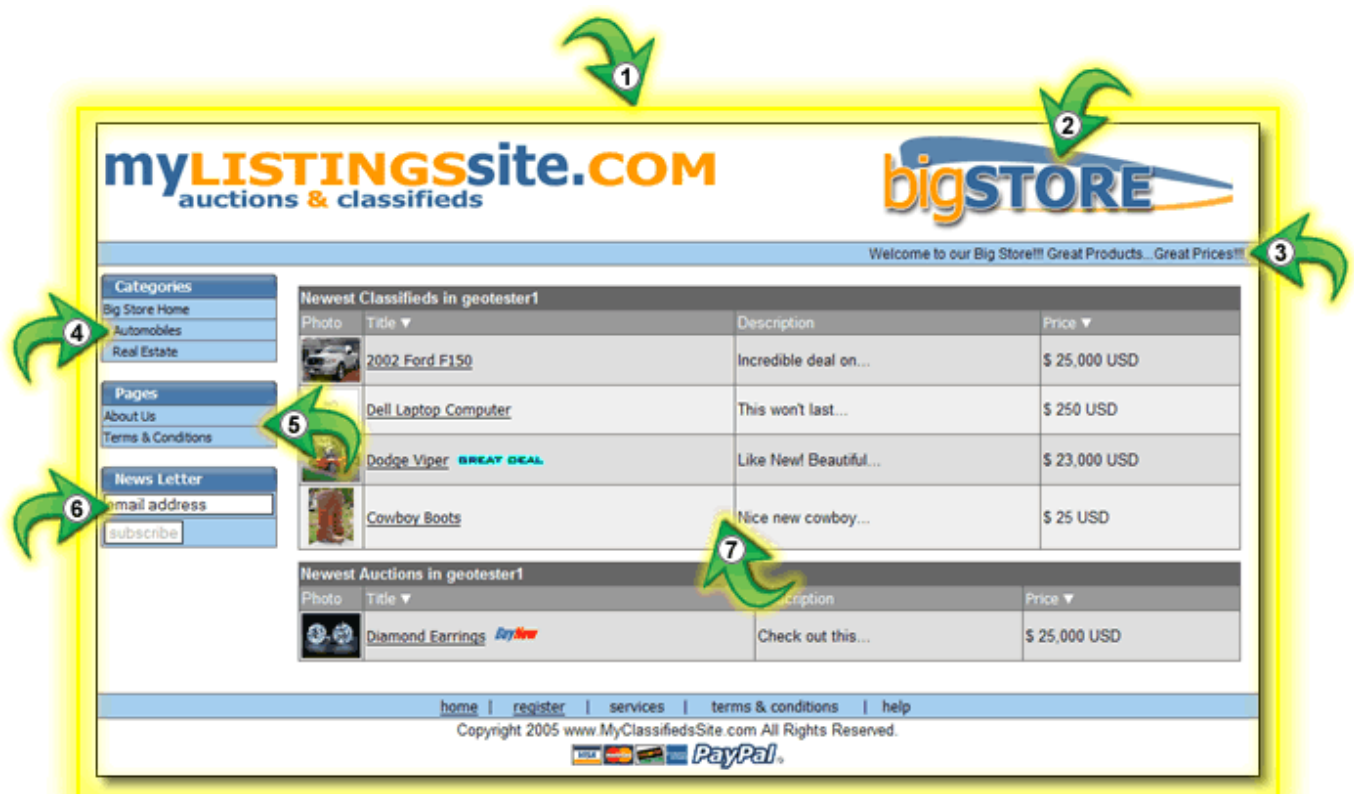 1
2
myLISTINGSsite.COM
auctions & classifieds
bigSTORE
Welcome to our Big Store!!! Great Products...Great Prices!!!
3
Categories
Big Store Home
4
Automobiles
Real Estate
Pages
About Us
5
Terms & Conditions
News Letter
6
email address
subscribe
Newest Classifieds in geotester1
Photo Title ▼ Description Price ▼
2002 Ford F150 Incredible deal on... $ 25,000 USD
Dell Laptop Computer This won't last... $ 250 USD
Dodge Viper GREAT DEAL Like New! Beautiful... $ 23,000 USD
Cowboy Boots Nice new cowboy... $ 25 USD
7
Newest Auctions in geotester1
Photo Title ▼ Price ▼
Diamond Earrings BuyNow Check out this... $ 25,000 USD
home | register | services | terms & conditions | help
Copyright 2005 www.MyClassifiedsSite.com All Rights Reserved.
VISA PayPal